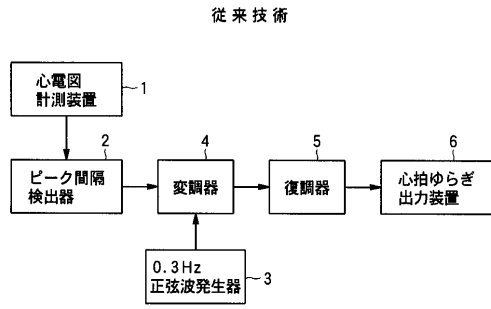 従来技術
心電図
計測装置
1
2
4
5
6
ピーク間隔
検出器
変調器
復調器
心拍ゆらぎ
出力装置
0.3Hz
正弦波発生器
3